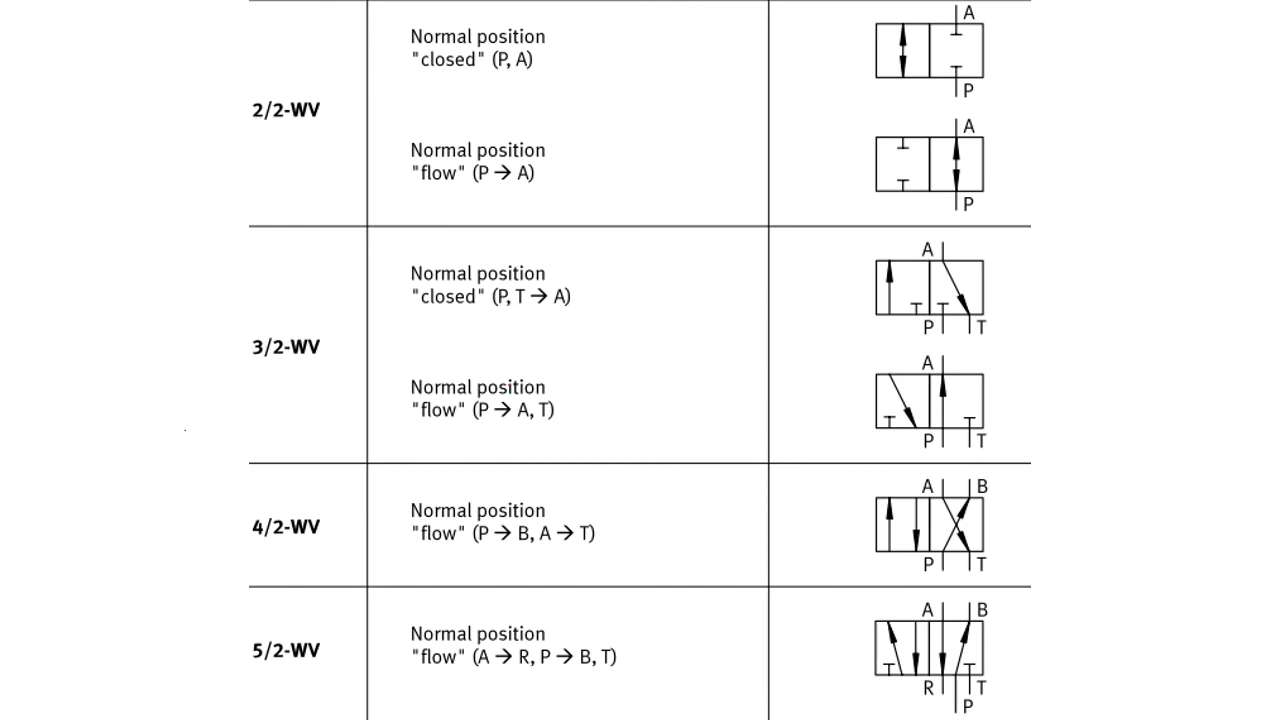 2/2-WV
Normal position
"closed" (P, A)
A
P
Normal position
"flow" (P → A)
A
P
3/2-WV
Normal position
"closed" (P, T → A)
A
P T
Normal position
"flow" (P → A, T)
A
P T
4/2-WV
Normal position
"flow" (P → B, A → T)
A B
P T
5/2-WV
Normal position
"flow" (A → R, P → B, T)
A B
R T
P